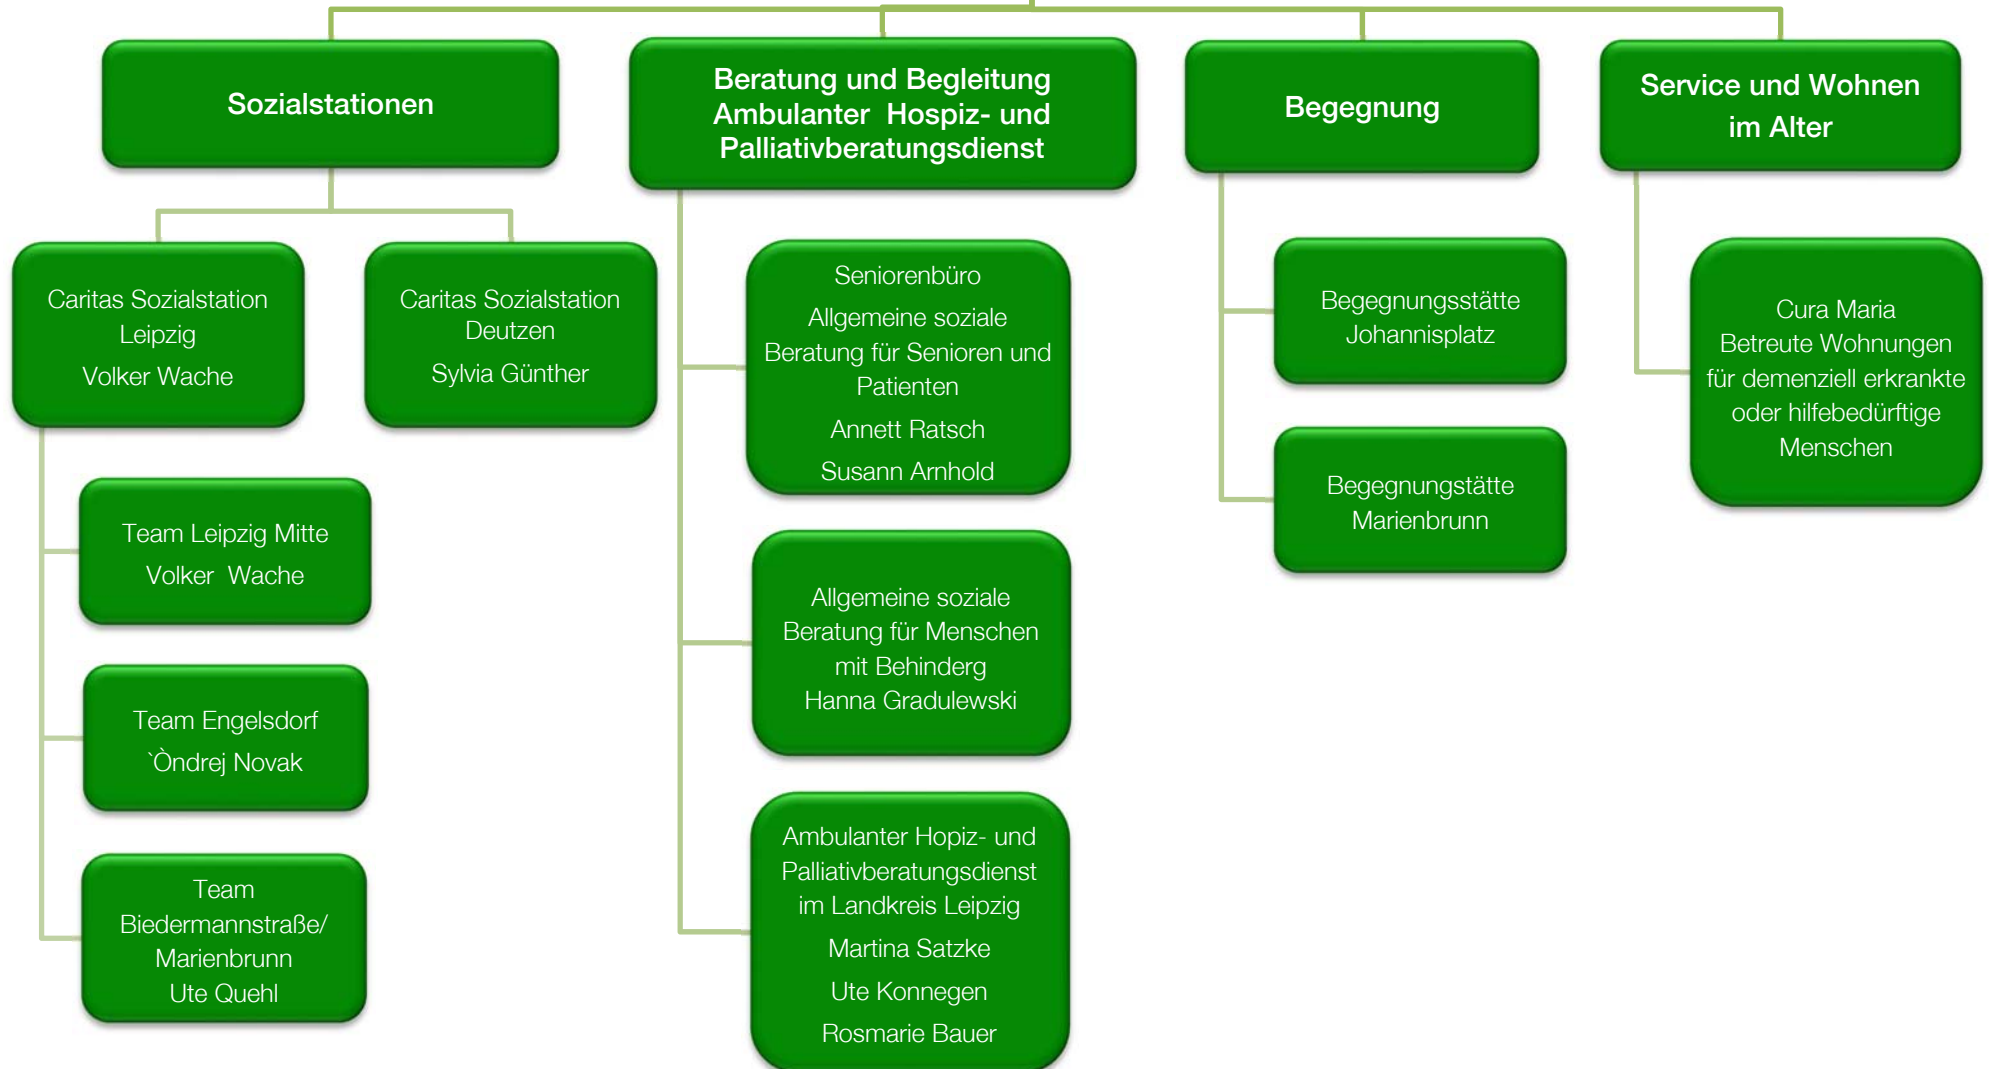 Sozialstationen
Caritas Sozialstation
Leipzig
Volker Wache
Caritas Sozialstation
Deutzen
Sylvia Günther
Team Leipzig Mitte
Volker Wache
Team Engelsdorf
`Òndrej Novak
Team
Biedermannstraße/
Marienbrunn
Ute Quehl
Beratung und Begleitung
Ambulanter Hospiz- und
Palliativberatungsdienst
Seniorenbüro
Allgemeine soziale
Beratung für Senioren und
Patienten
Annett Ratsch
Susann Arnhold
Allgemeine soziale
Beratung für Menschen
mit Behinderg
Hanna Gradulewski
Ambulanter Hopiz- und
Palliativberatungsdienst
im Landkreis Leipzig
Martina Satzke
Ute Konnegen
Rosmarie Bauer
Begegnung
Begegnungsstätte
Johannisplatz
Begegnungstätte
Marienbrunn
Service und Wohnen
im Alter
Cura Maria
Betreute Wohnungen
für demenziell erkrankte
oder hilfebedürftige
Menschen